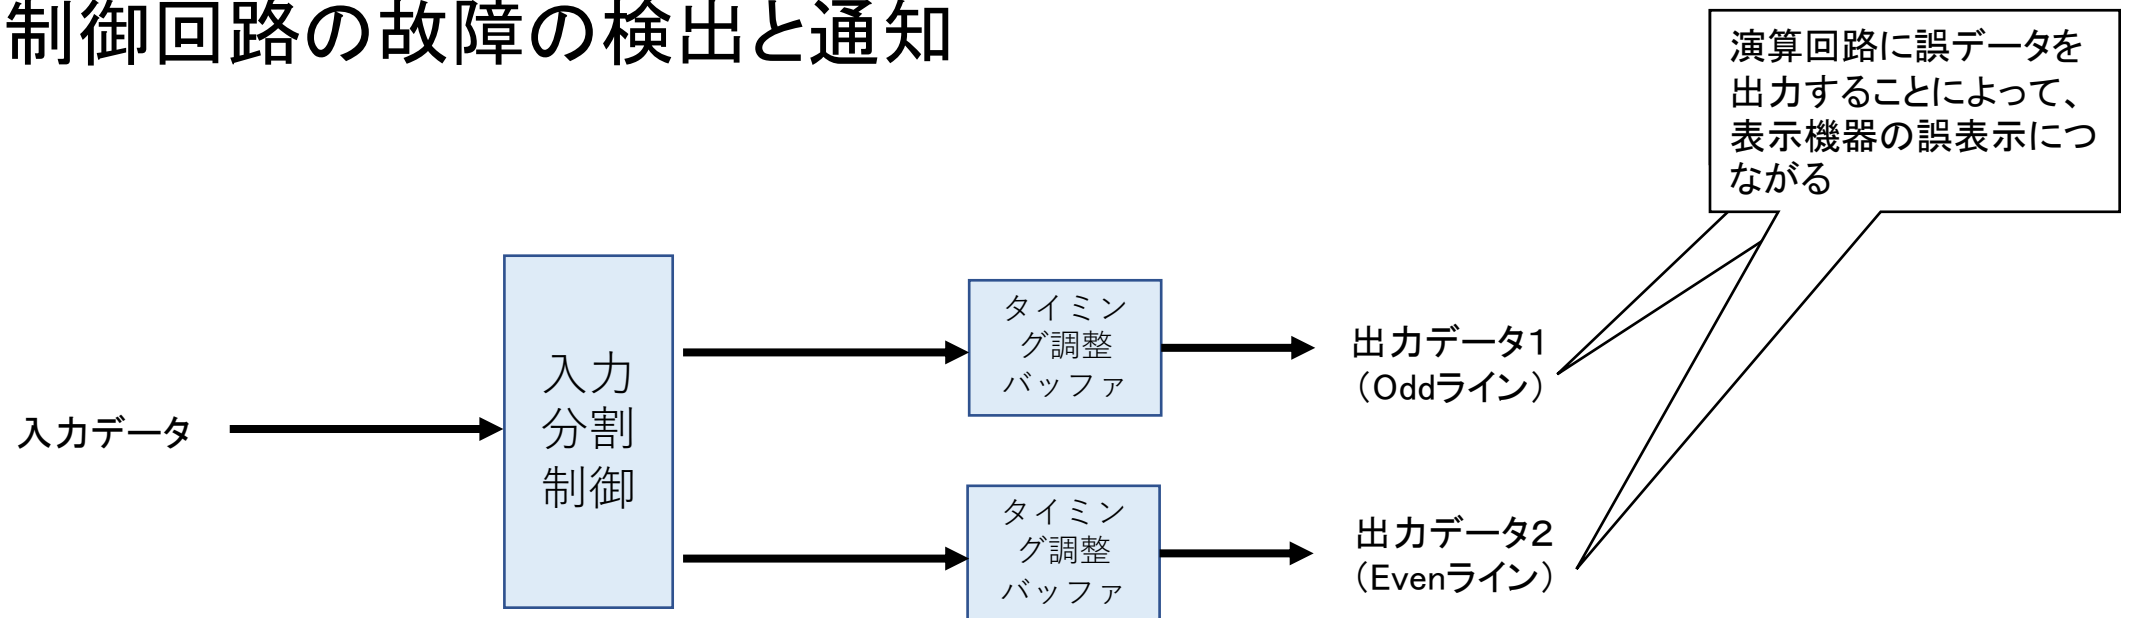 制御回路の故障の検出と通知
演算回路に誤データを
出力することによって、
表示機器の誤表示につ
ながる
入力データ
入力
分割
制御
タイミン
グ調整
バッファ
出力データ1
（Oddライン）
タイミン
グ調整
バッファ
出力データ2
（Evenライン）